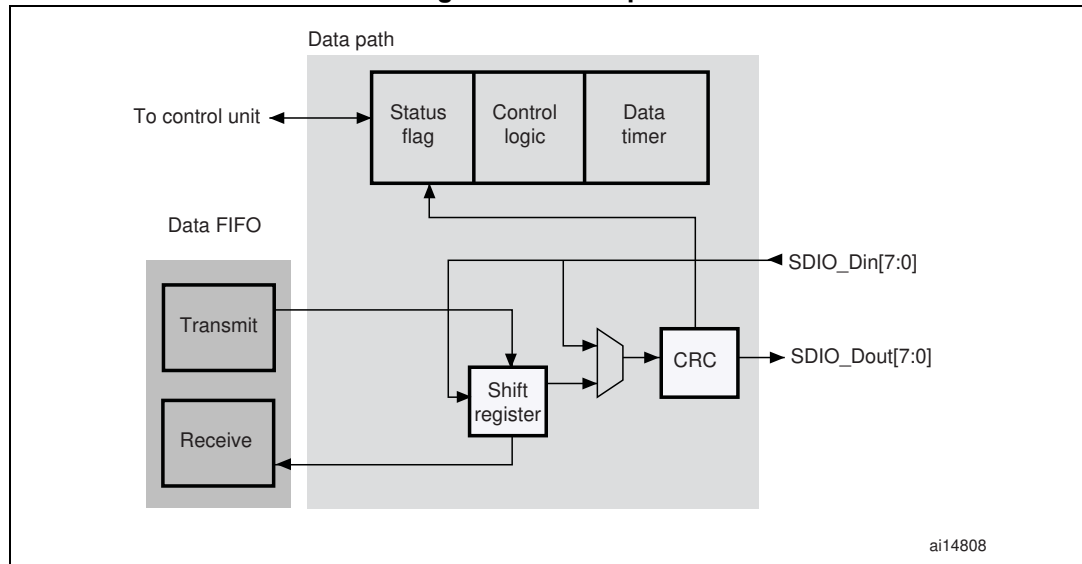 Data path
To control unit
Status
flag
Control
logic
Data
timer
Data FIFO
SDIO_Din[7:0]
Transmit
SDIO_Dout[7:0]
CRC
Shift
register
Receive
ai14808